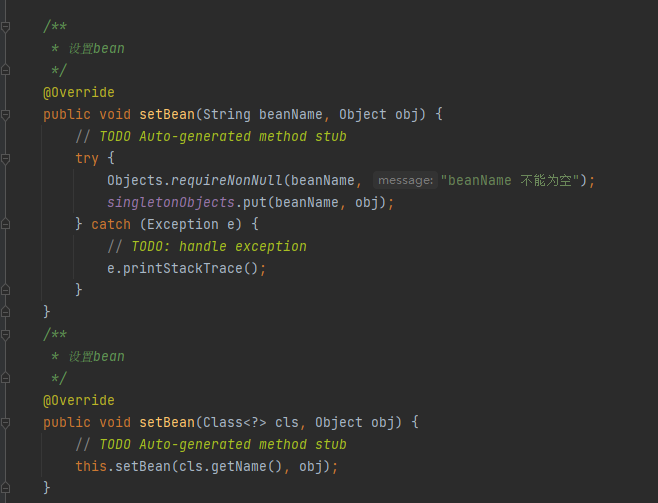 /**
 * 设置bean
 */
@Override
public void setBean(String beanName, Object obj) {
    // TODO Auto-generated method stub
    try {
        Objects.requireNonNull(beanName, message: "beanName 不能为空");
        singletonObjects.put(beanName, obj);
    } catch (Exception e) {
        // TODO: handle exception
        e.printStackTrace();
    }
}
/**
 * 设置bean
 */
@Override
public void setBean(Class<?> cls, Object obj) {
    // TODO Auto-generated method stub
    this.setBean(cls.getName(), obj);
}